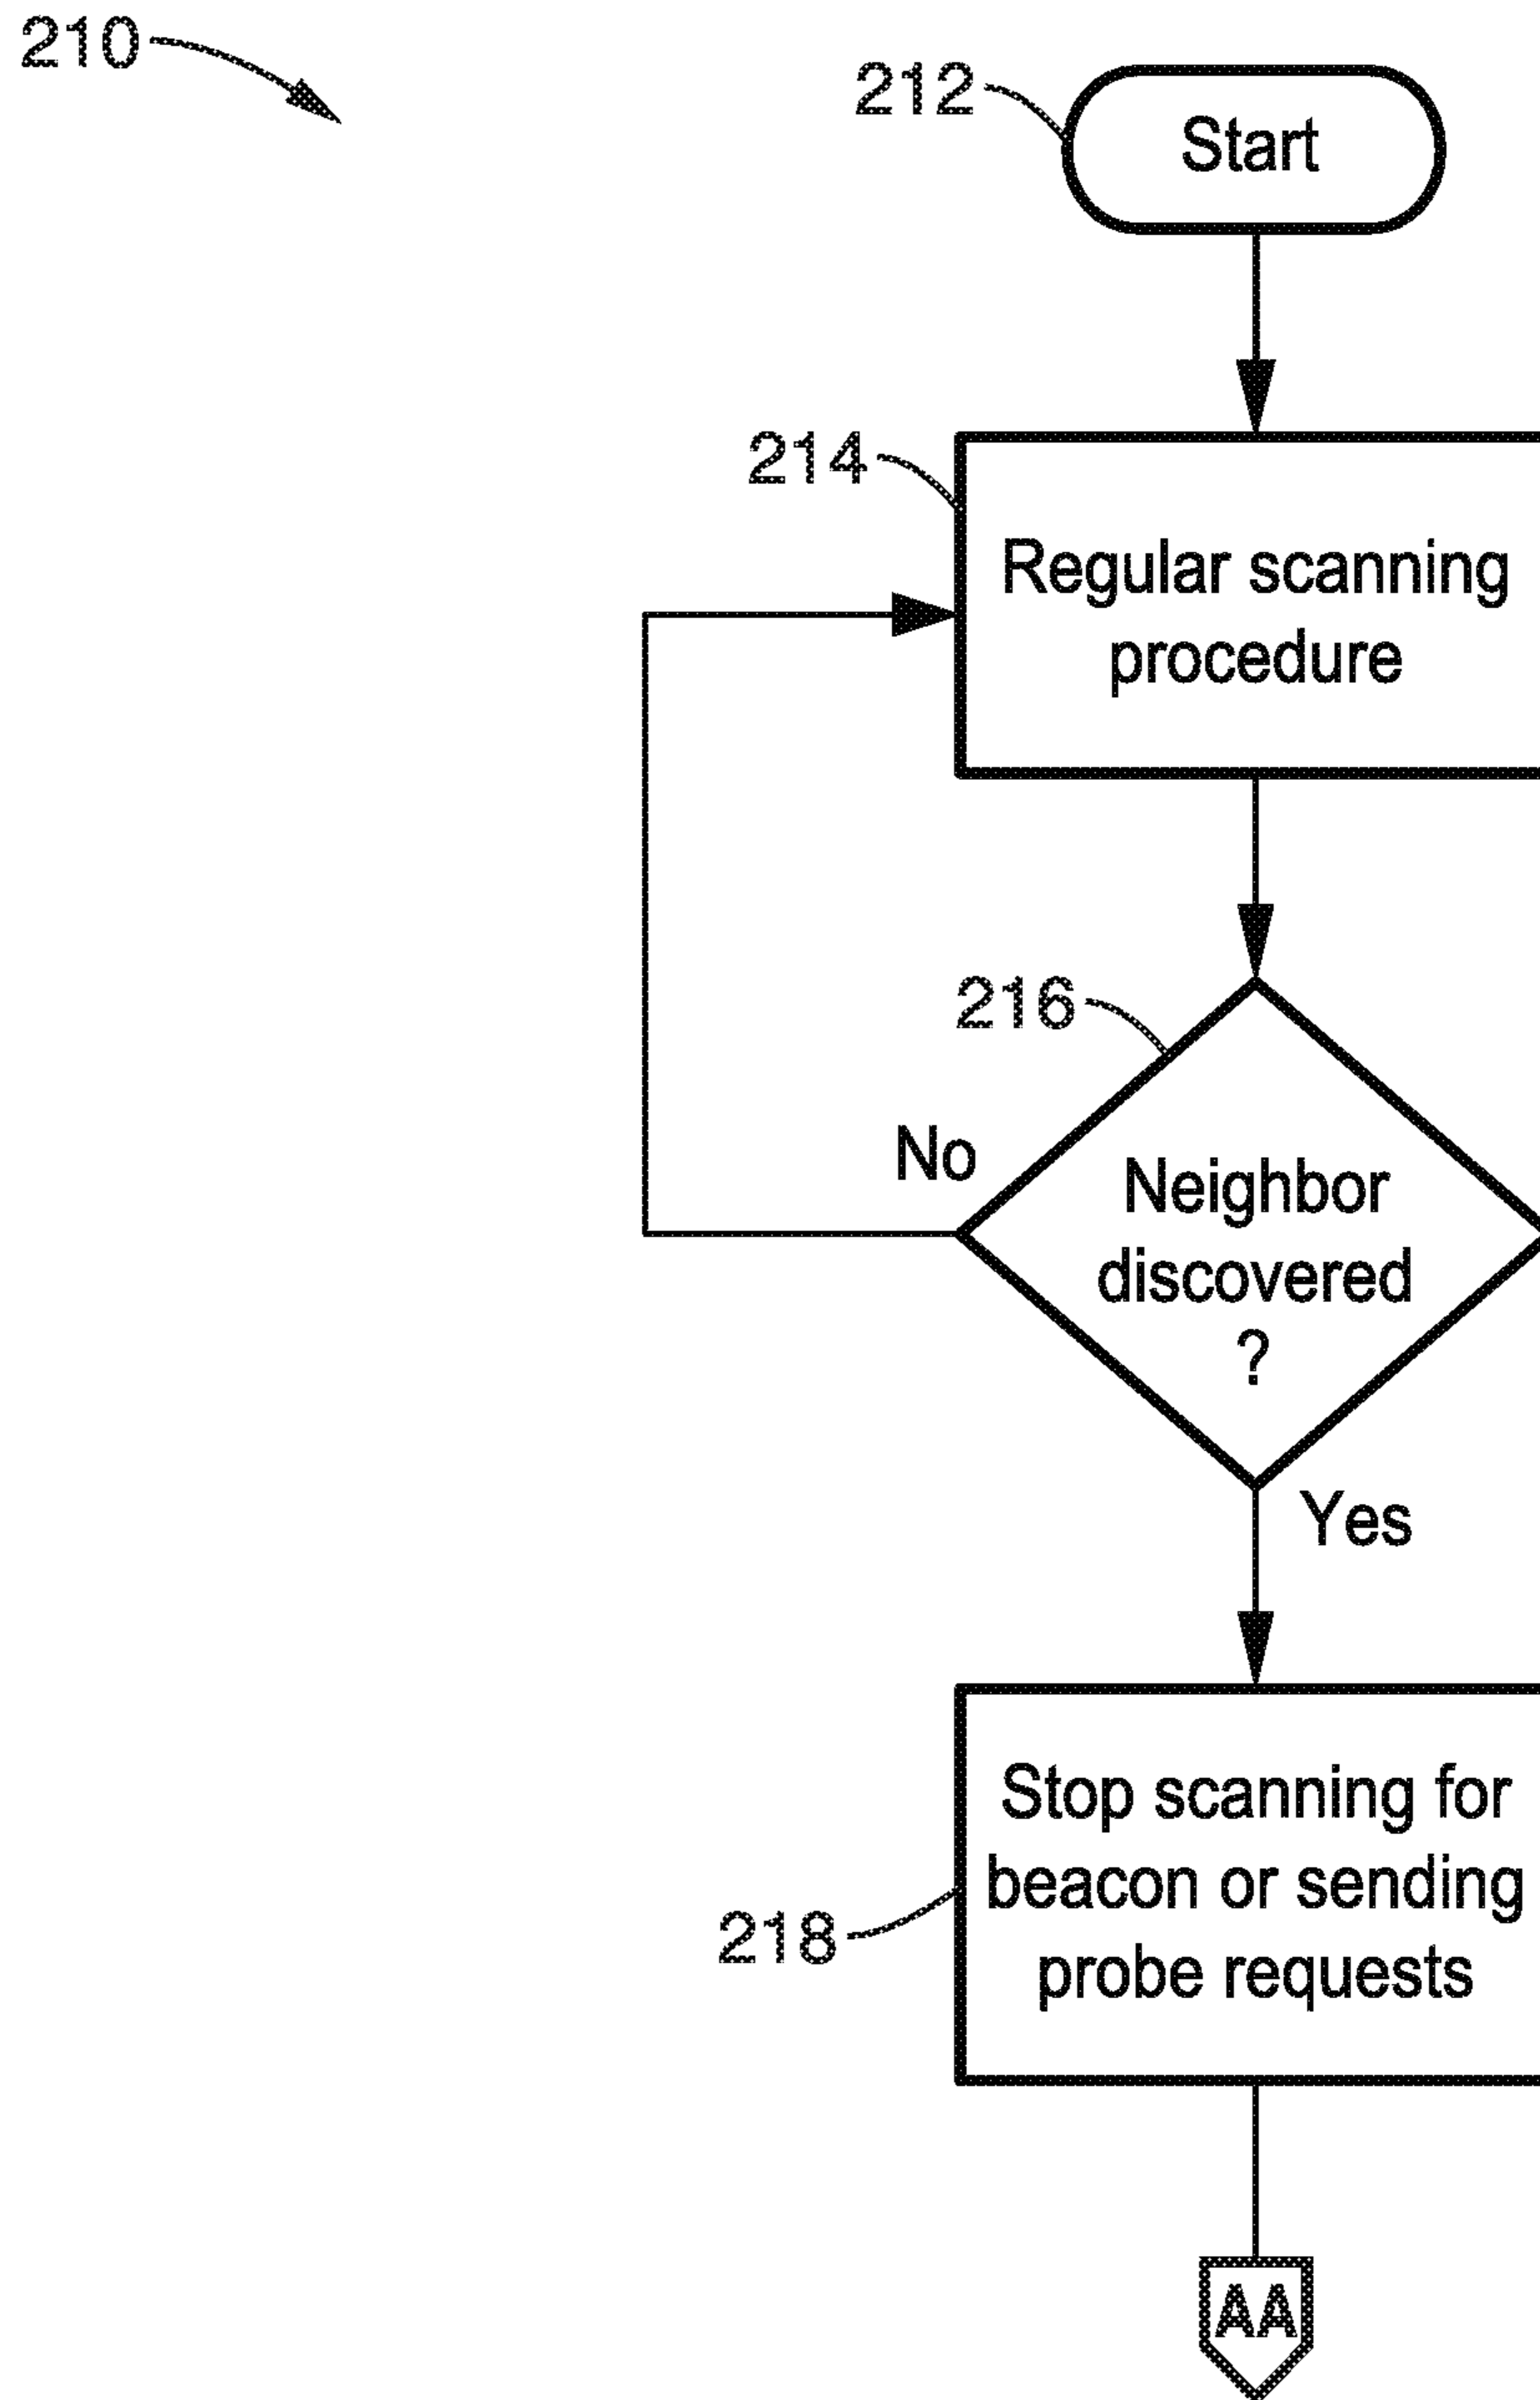 210
212
Start
214
Regular scanning
procedure
216
No
Neighbor
discovered
?
Yes
Stop scanning for
beacon or sending
218
probe requests
AA